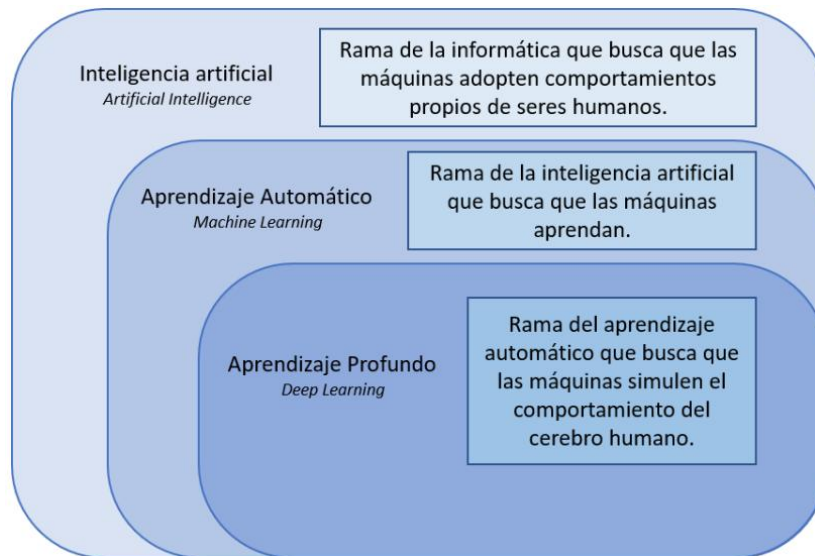 Inteligencia artificial
Artificial Intelligence
Rama de la informática que busca que las
máquinas adopten comportamientos
propios de seres humanos.
Aprendizaje Automático
Machine Learning
Rama de la inteligencia artificial
que busca que las máquinas
aprendan.
Aprendizaje Profundo
Deep Learning
Rama del aprendizaje
automático que busca que
las máquinas simulen el
comportamiento del
cerebro humano.